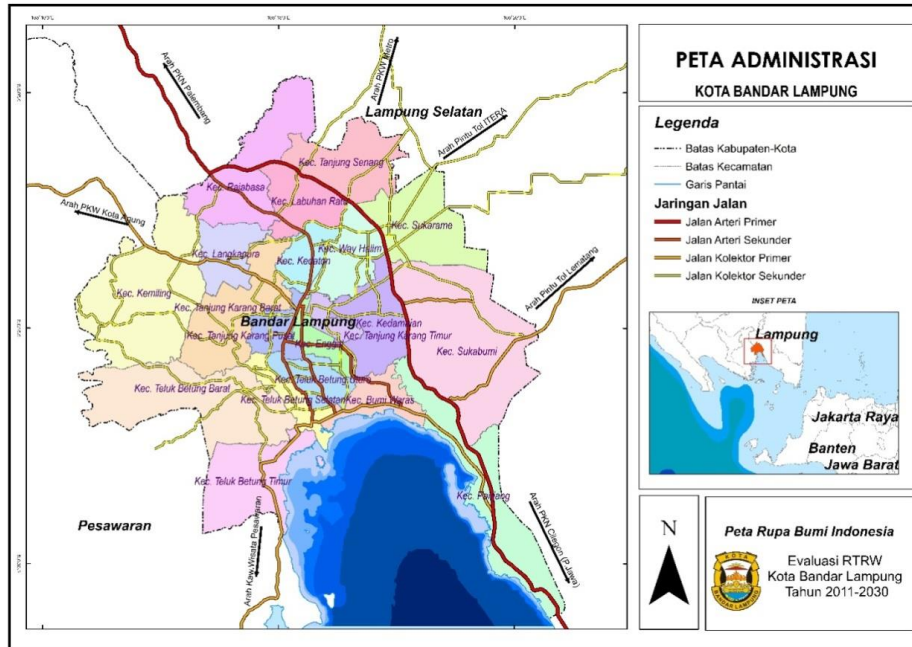 PETA ADMINISTRASI
KOTA BANDAR LAMPUNG
Legenda
Batas Kabupaten-Kota
Batas Kecamatan
Garis Pantai
Jaringan Jalan
Jalan Arteri Primer
Jalan Arteri Sekunder
Jalan Kolektor Primer
Jalan Kolektor Sekunder
INSET PETA
Lampung
Jakarta Raya
Banten
Jawa Barat
N
Peta Rupa Bumi Indonesia
Evaluasi RTRW
Kota Bandar Lampung
Tahun 2011-2030
KOTA
BANDAR LAMPUNG
Arah PKN Palembang
Arah PKW Metro
Lampung Selatan
Arah Pintu Tol ITERA
Kec. Tanjung Senang
Kec. Rajabasa
Kec. Labuhan Ratu
Arah PKW Kota Agung
Kec. Sukarame
Kec. Way Halim
Kec. Langkapura
Kec. Kedaton
Arah Pintu Tol Lematang
Kec. Kemiling
Kec. Tanjung Karang Barat
Bandar Lampung
Kec. Kedamaian
Kec. Tanjung Karang Pusat
Kec. Tanjung Karang Timur
Kec. Enggal
Kec. Sukabumi
Kec. Teluk Betung Utara
Kec. Teluk Betung Barat
Kec. Teluk Betung Selatan
Kec. Bumi Waras
Kec. Teluk Betung Timur
Kec. Panjang
Pesawaran
Arah Kaw.Wisata Pesawaran
Arah PKN Cilegon (P.Jawa)